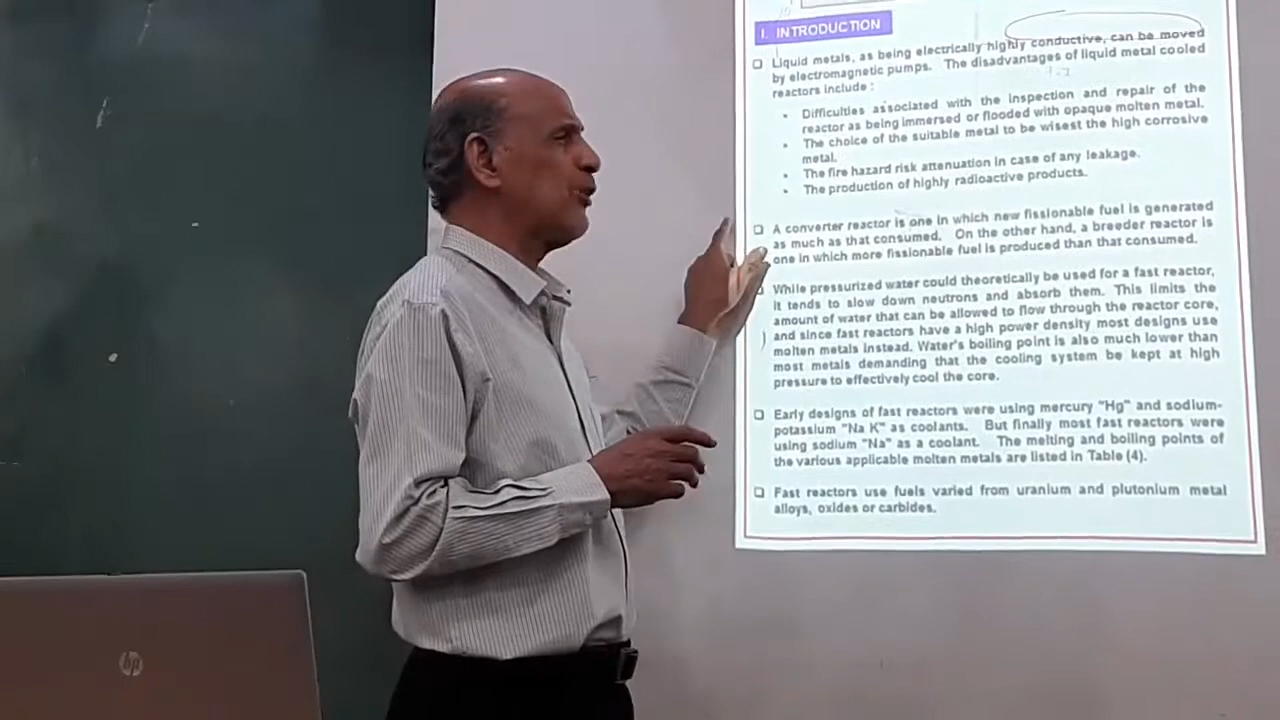 I. INTRODUCTION
❑ Liquid metals, as being electrically highly conductive, can be moved
by electromagnetic pumps. The disadvantages of liquid metal cooled
reactors include :
• Difficulties associated with the inspection and repair of the
reactor as being immersed or flooded with opaque molten metal.
• The choice of the suitable metal to be wisest the high corrosive
metal.
• The fire hazard risk attenuation in case of any leakage.
• The production of highly radioactive products.
❑ A converter reactor is one in which new fissionable fuel is generated
as much as that consumed. On the other hand, a breeder reactor is
one in which more fissionable fuel is produced than that consumed.
❑ While pressurized water could theoretically be used for a fast reactor,
it tends to slow down neutrons and absorb them. This limits the
amount of water that can be allowed to flow through the reactor core,
and since fast reactors have a high power density most designs use
molten metals instead. Water's boiling point is also much lower than
most metals demanding that the cooling system be kept at high
pressure to effectively cool the core.
❑ Early designs of fast reactors were using mercury "Hg" and sodium-
potassium "Na K" as coolants. But finally most fast reactors were
using sodium "Na" as a coolant. The melting and boiling points of
the various applicable molten metals are listed in Table (4).
❑ Fast reactors use fuels varied from uranium and plutonium metal
alloys, oxides or carbides.
hp